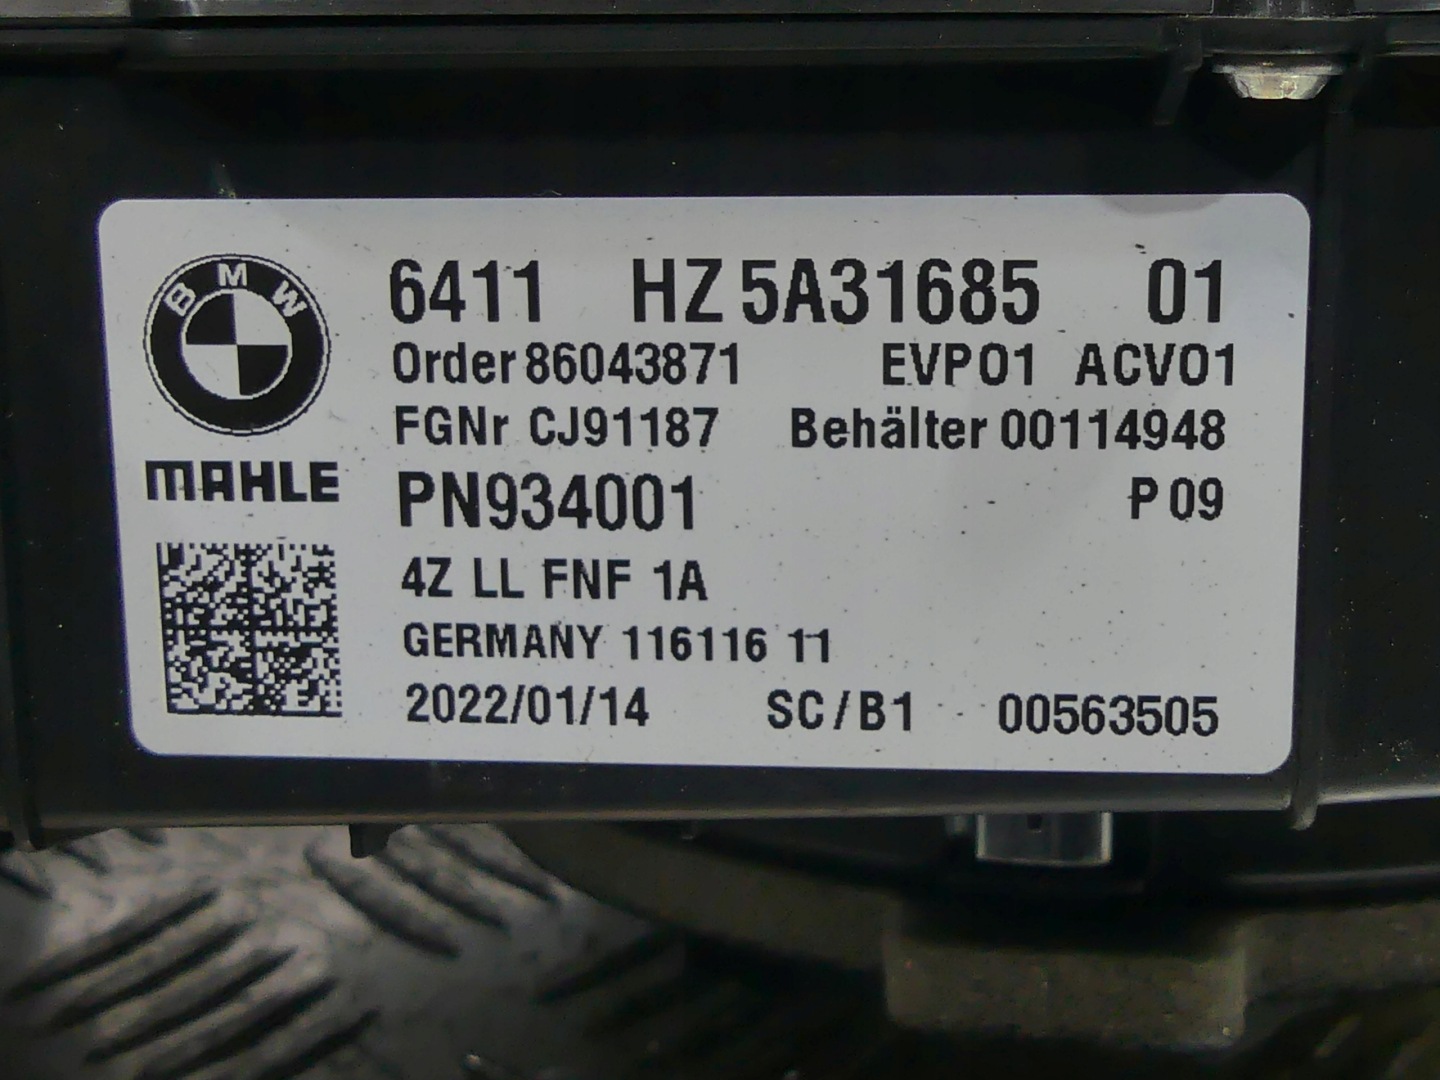 BMW
6411 HZ 5A31685 01
Order 86043871 EVP01 ACV01
FGNr CJ91187 Behälter 00114948
MAHLE
PN934001 P 09
4Z LL FNF 1A
GERMANY 116116 11
2022/01/14 SC/B1 00563505